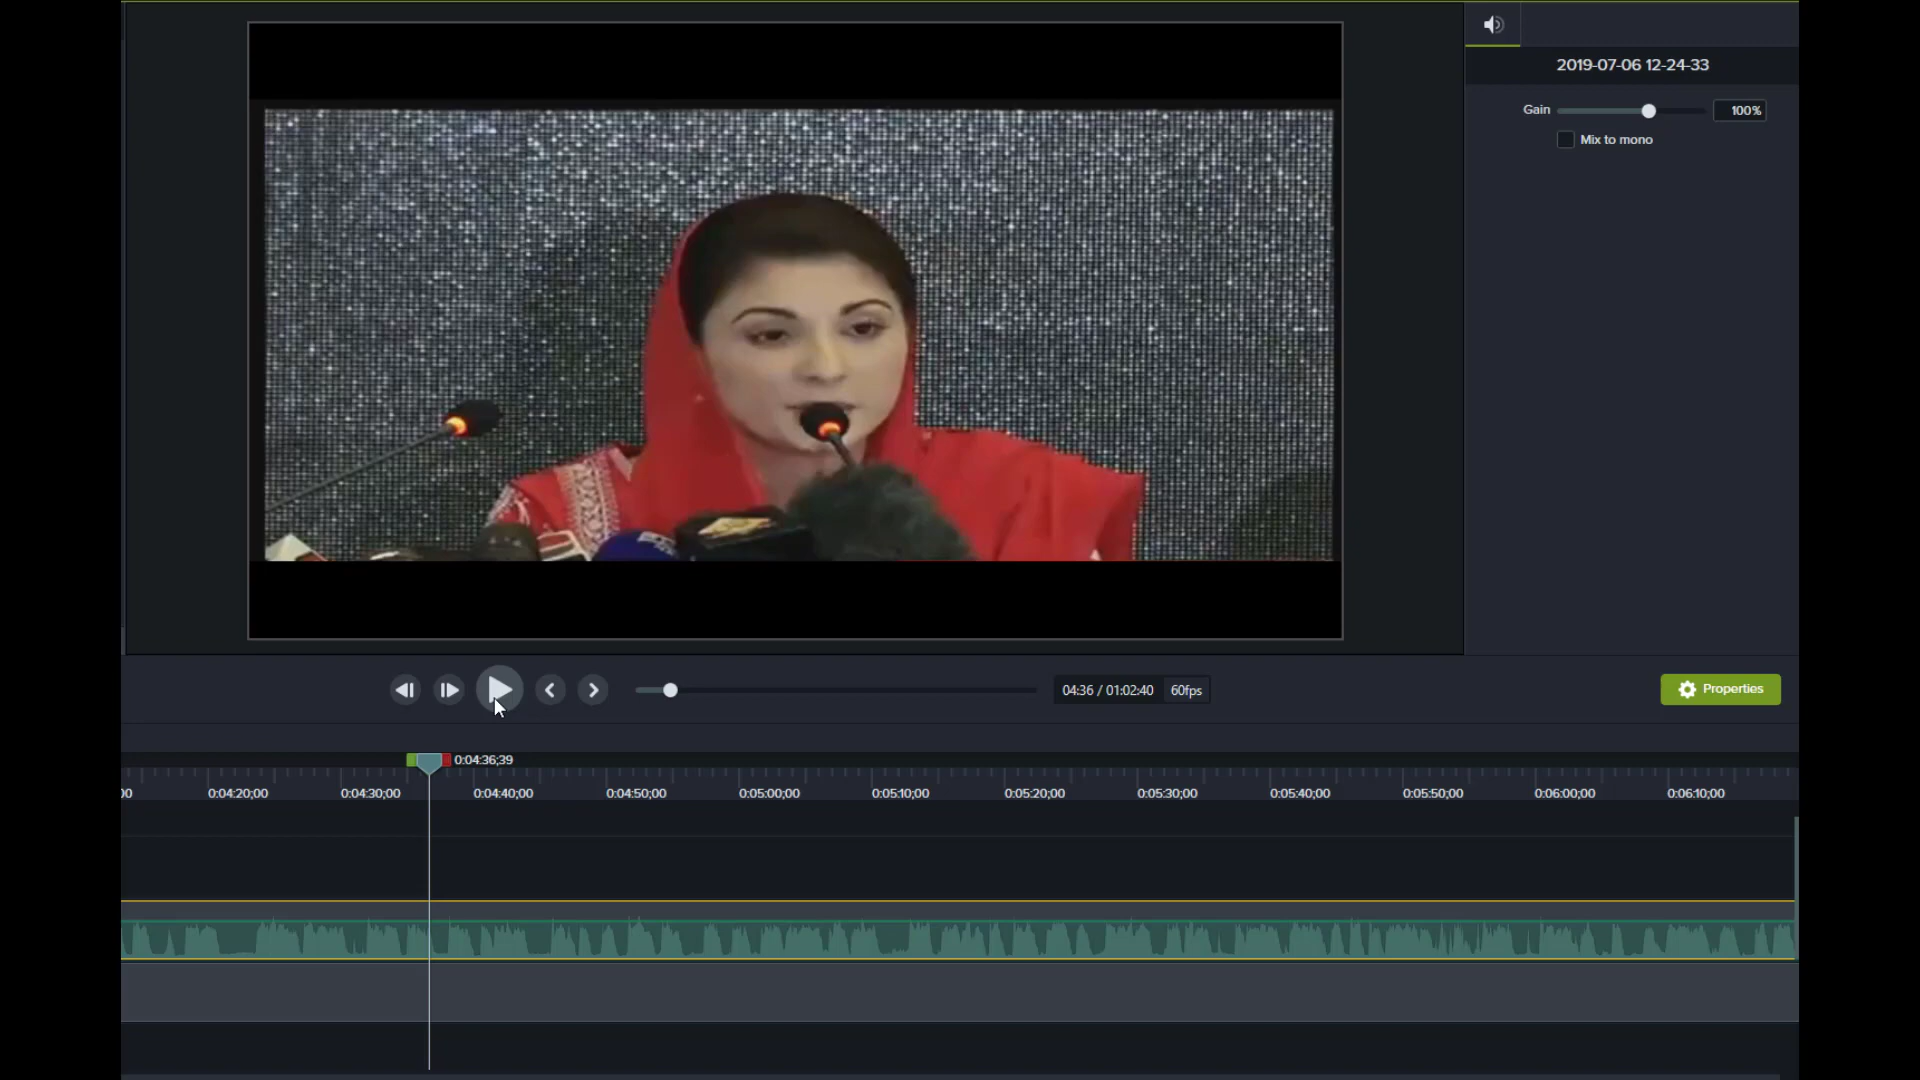 2019-07-06 12-24-33
Gain 100%
Mix to mono
04:36 / 01:02:40 60fps
Properties
0:04:36;39
00 0:04:20;00 0:04:30;00 0:04:40;00 0:04:50;00 0:05:00;00 0:05:10;00 0:05:20;00 0:05:30;00 0:05:40;00 0:05:50;00 0:06:00;00 0:06:10;00